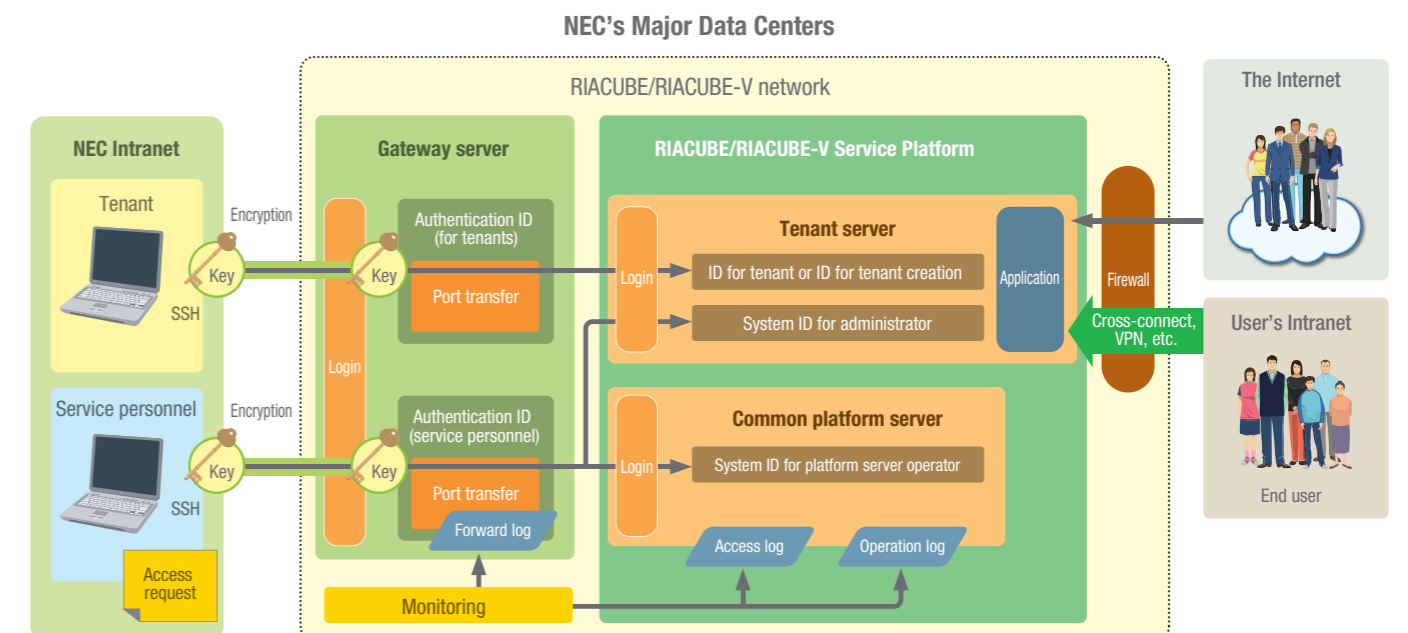 NEC's Major Data Centers
RIACUBE/RIACUBE-V network
NEC Intranet
Tenant
Encryption
Key
SSH
Service personnel
Encryption
Key
SSH
Access
request
Gateway server
Login
Authentication ID
(for tenants)
Key
Port transfer
Authentication ID
(service personnel)
Key
Port transfer
Forward log
Monitoring
RIACUBE/RIACUBE-V Service Platform
Tenant server
Login
ID for tenant or ID for tenant creation
System ID for administrator
Application
Common platform server
Login
System ID for platform server operator
Access log
Operation log
Firewall
Cross-connect,
VPN, etc.
The Internet
User's Intranet
End user